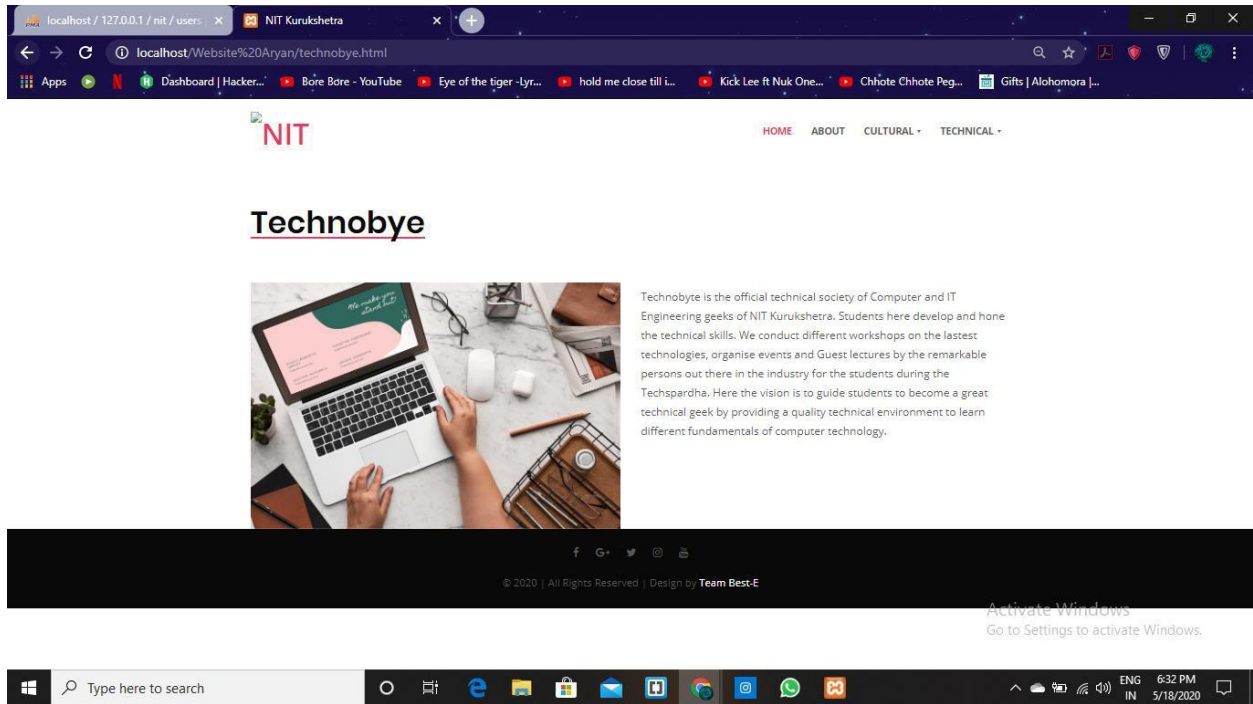 localhost / 127.0.0.1 / nit / users
NIT Kurukshetra
localhost/Website%20Aryan/technobye.html
Apps
Dashboard | Hacker...
Bore Bore - YouTube
Eye of the tiger -Lyr...
hold me close till i...
Kick Lee ft Nuk One...
Chhote Chhote Peg...
Gifts | Alohomora |...
NIT
HOME ABOUT CULTURAL TECHNICAL
Technobye
We make you
stand out!
Technobyte is the official technical society of Computer and IT
Engineering geeks of NIT Kurukshetra. Students here develop and hone
the technical skills. We conduct different workshops on the lastest
technologies, organise events and Guest lectures by the remarkable
persons out there in the industry for the students during the
Techspardha. Here the vision is to guide students to become a great
technical geek by providing a quality technical environment to learn
different fundamentals of computer technology.
© 2020 | All Rights Reserved | Design by Team Best-E
Activate Windows
Go to Settings to activate Windows.
Type here to search
ENG
IN
6:32 PM
5/18/2020